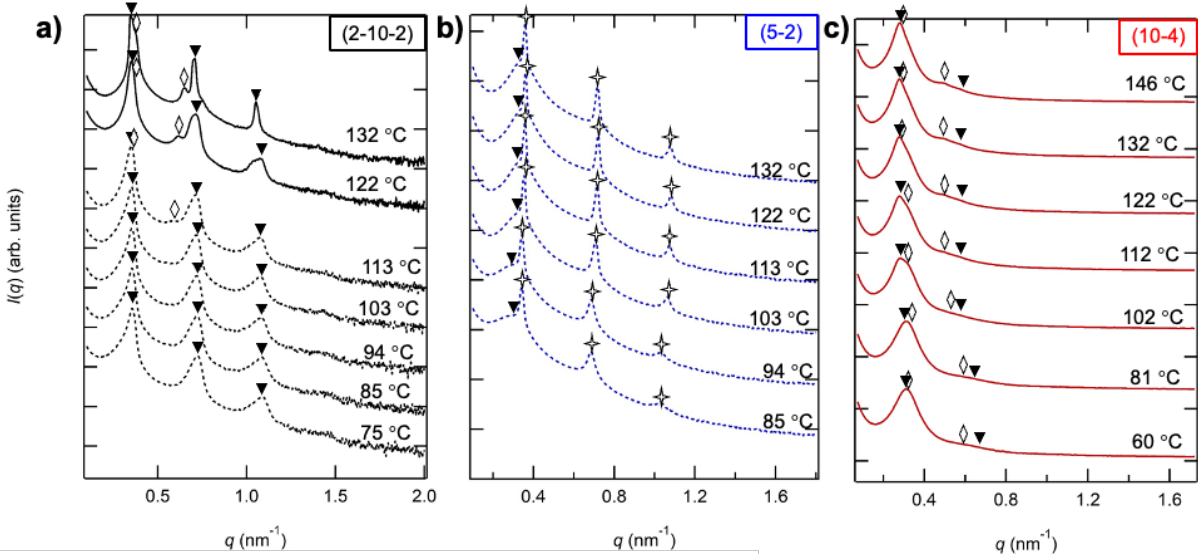 a)
(2-10-2)
132 °C
122 °C
113 °C
103 °C
94 °C
85 °C
75 °C
0.5
1.0
1.5
2.0
q (nm-1)
I(q) (arb. units)
b)
(5-2)
132 °C
122 °C
113 °C
103 °C
94 °C
85 °C
0.4
0.8
1.2
1.6
q (nm-1)
c)
(10-4)
146 °C
132 °C
122 °C
112 °C
102 °C
81 °C
60 °C
0.4
0.8
1.2
1.6
q (nm-1)